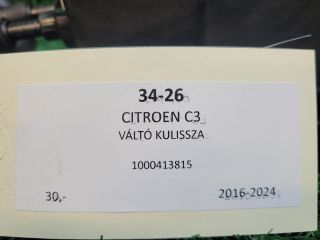 34-26
CITROEN C3
VÁLTÓ KULISSZA
1000413815
30,-
2016-2024